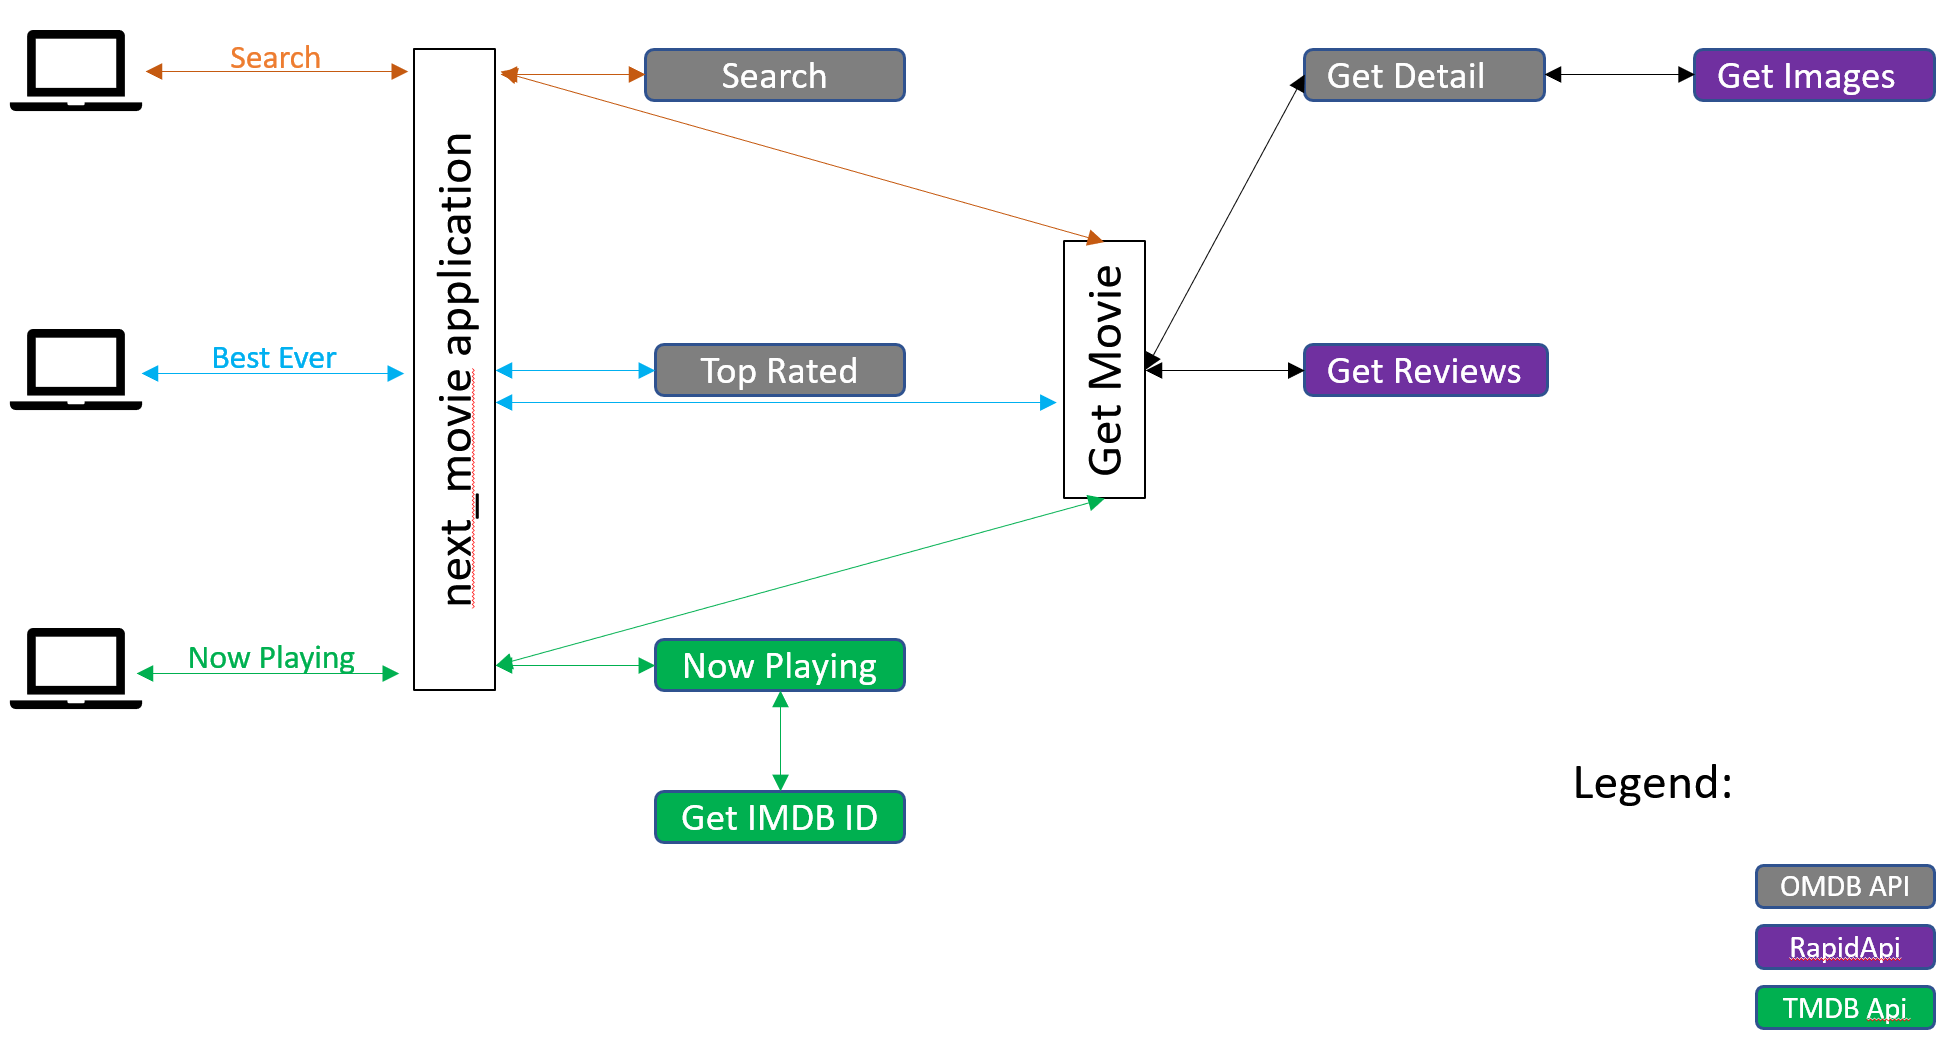 Search
Search
Get Detail
Get Images
next_movie application
Get Movie
Best Ever
Top Rated
Get Reviews
Now Playing
Now Playing
Get IMDB ID
Legend:
OMDB API
RapidApi
TMDB Api